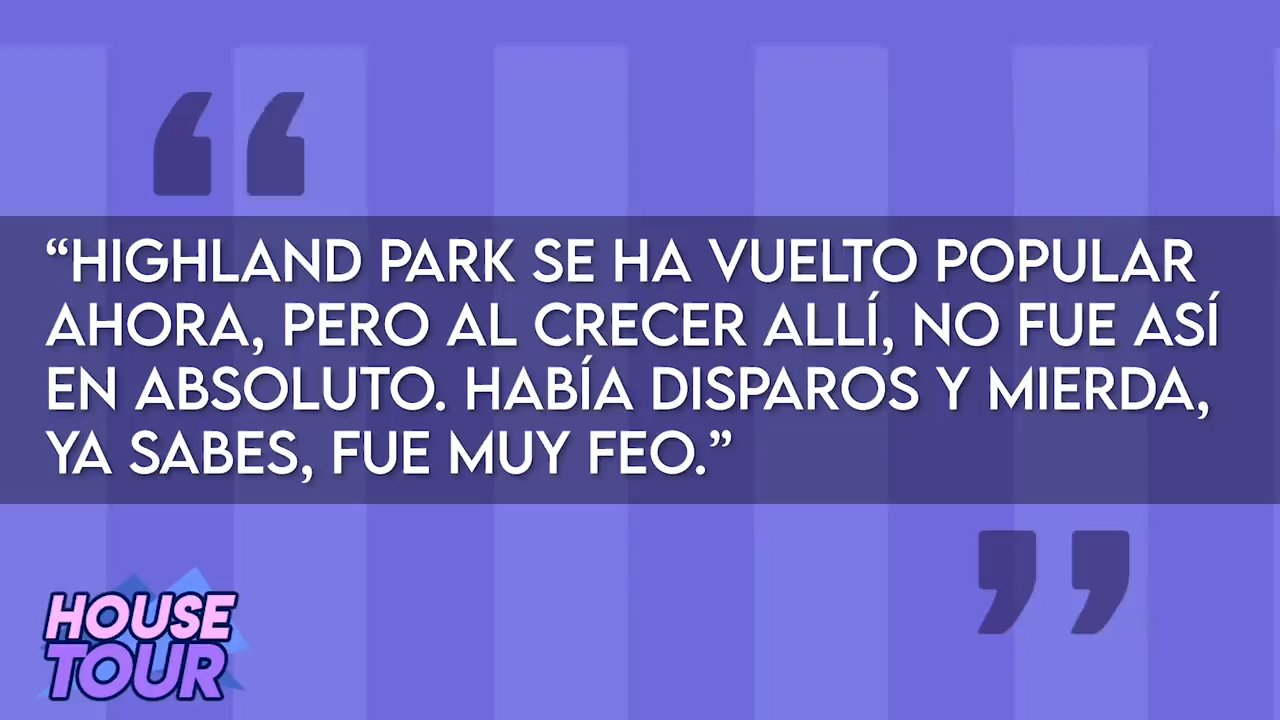 “HIGHLAND PARK SE HA VUELTO POPULAR
AHORA, PERO AL CRECER ALLÍ, NO FUE ASÍ
EN ABSOLUTO. HABÍA DISPAROS Y MIERDA,
YA SABES, FUE MUY FEO.”
HOUSE
TOUR